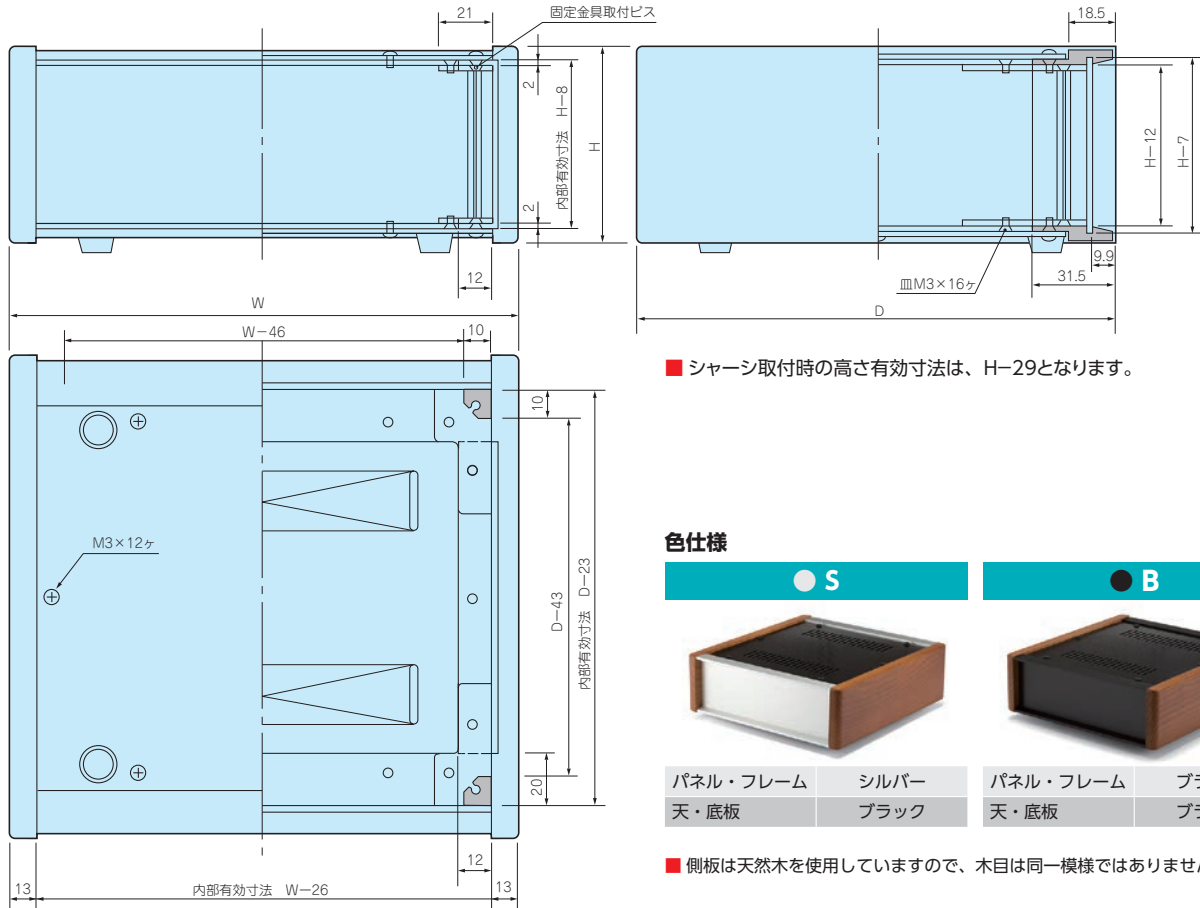 21
固定金具取付ビス
18.5
2
内部有効寸法 H−8
H
2
12
W
H−12
H−7
9.9
31.5
皿M3×16ヶ
D
W−46
10
■ シャーシ取付時の高さ有効寸法は、H−29となります。
10
M3×12ヶ
D−43
内部有効寸法 D−23
20
12
13
内部有効寸法 W−26
13
色仕様
S
B
パネル・フレーム シルバー
天・底板 ブラック
パネル・フレーム
天・底板
■ 側板は天然木を使用していますので、木目は同一模様ではありませ